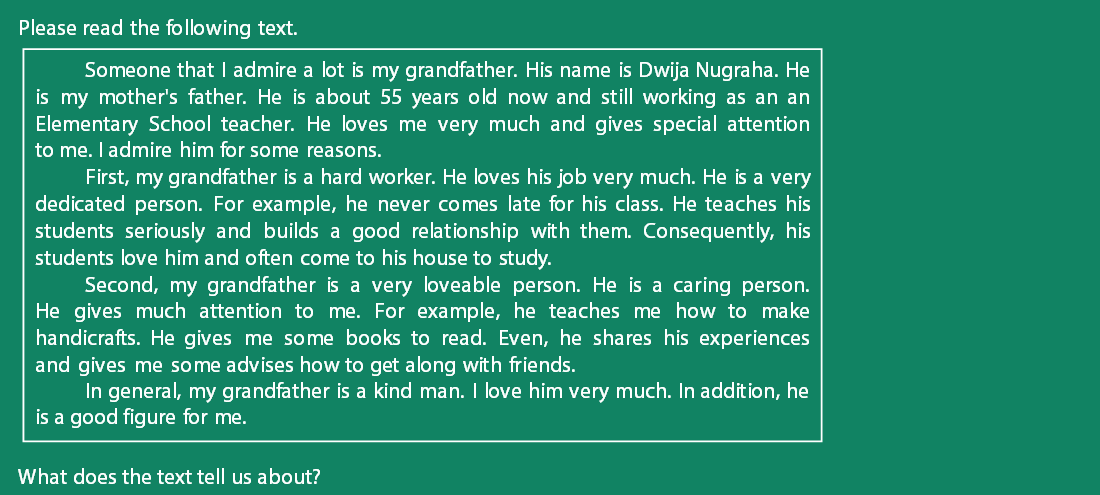 Please read the following text.
Someone that I admire a lot is my grandfather. His name is Dwija Nugraha. He
is my mother's father. He is about 55 years old now and still working as an an
Elementary School teacher. He loves me very much and gives special attention
to me. I admire him for some reasons.
First, my grandfather is a hard worker. He loves his job very much. He is a very
dedicated person. For example, he never comes late for his class. He teaches his
students seriously and builds a good relationship with them. Consequently, his
students love him and often come to his house to study.
Second, my grandfather is a very loveable person. He is a caring person.
He gives much attention to me. For example, he teaches me how to make
handicrafts. He gives me some books to read. Even, he shares his experiences
and gives me some advises how to get along with friends.
In general, my grandfather is a kind man. I love him very much. In addition, he
is a good figure for me.
What does the text tell us about?